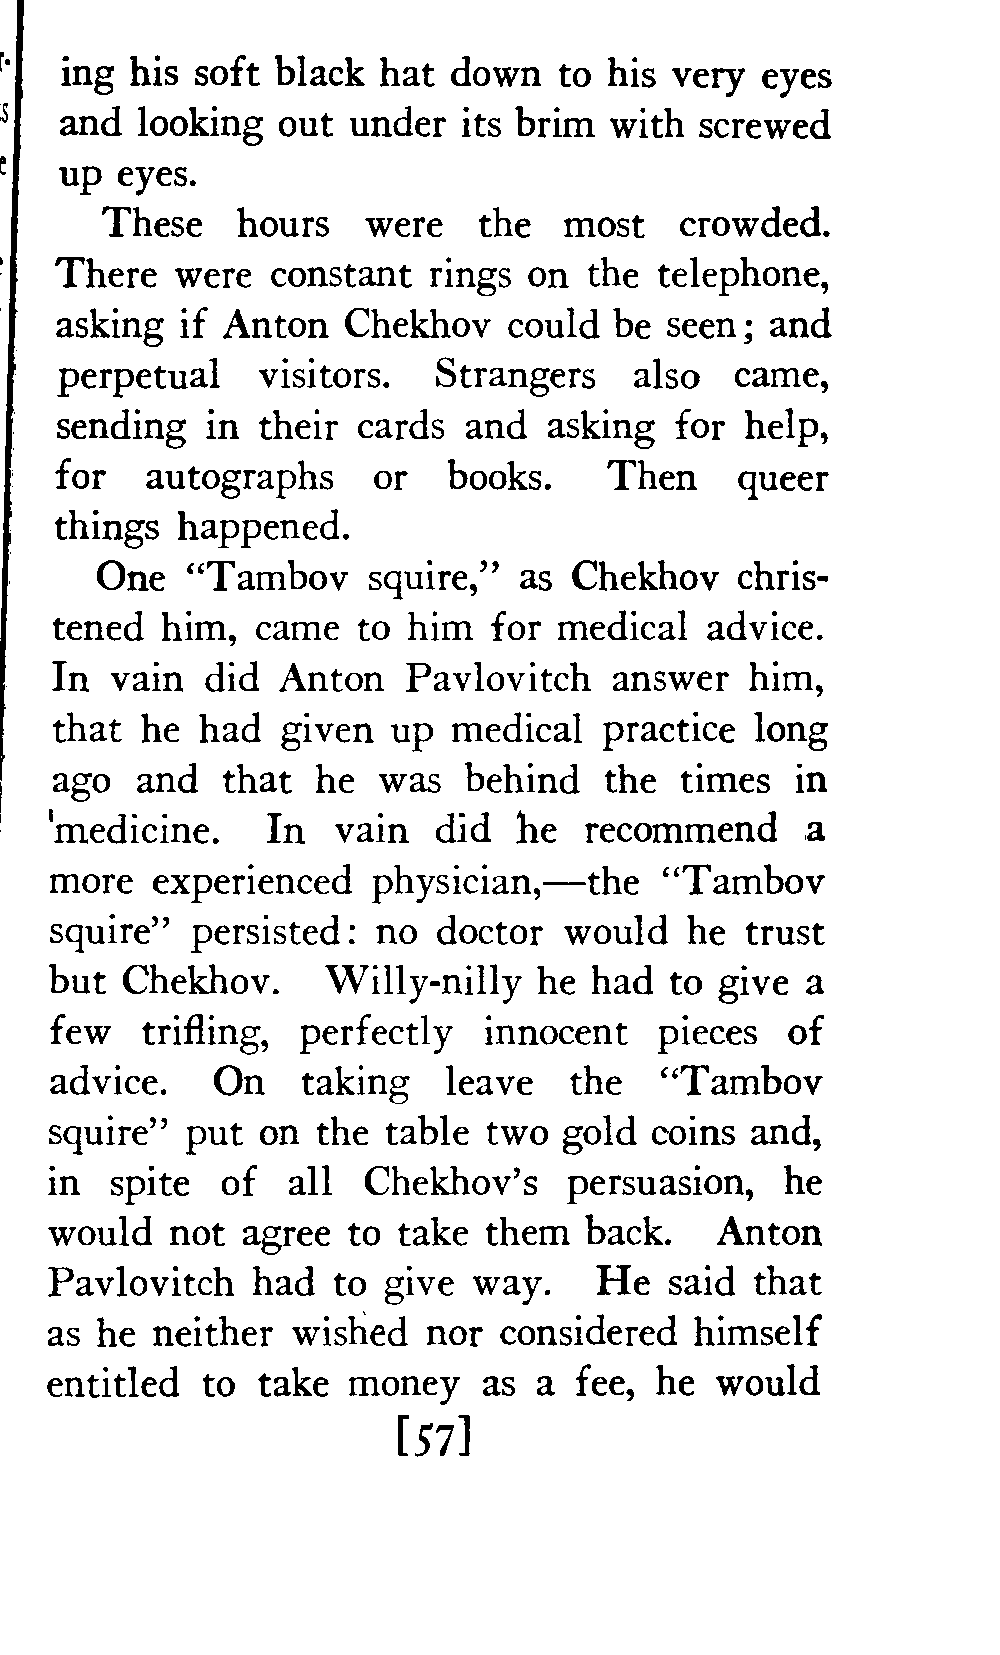 ing his soft black hat down to his very eyes
and looking out under its brim with screwed
up eyes.
These hours were the most crowded.
There were constant rings on the telephone,
asking if Anton Chekhov could be seen; and
perpetual visitors. Strangers also came,
sending in their cards and asking for help,
for autographs or books. Then queer
things happened.
One “Tambov squire,” as Chekhov chris-
tened him, came to him for medical advice.
In vain did Anton Pavlovitch answer him,
that he had given up medical practice long
ago and that he was behind the times in
medicine. In vain did he recommend a
more experienced physician,—the “Tambov
squire” persisted: no doctor would he trust
but Chekhov. Willy-nilly he had to give a
few trifling, perfectly innocent pieces of
advice. On taking leave the “Tambov
squire” put on the table two gold coins and,
in spite of all Chekhov’s persuasion, he
would not agree to take them back. Anton
Pavlovitch had to give way. He said that
as he neither wished nor considered himself
entitled to take money as a fee, he would
[57]